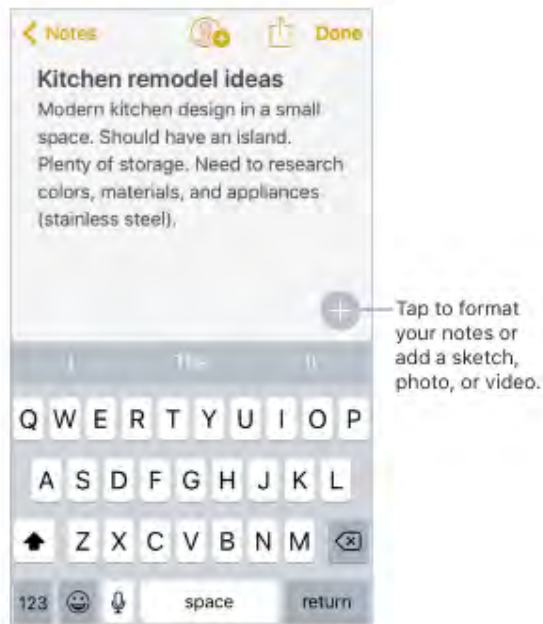 Notes
Done
Kitchen remodel ideas
Modern kitchen design in a small
space. Should have an island.
Plenty of storage. Need to research
colors, materials, and appliances
(stainless steel).
Tap to format
your notes or
add a sketch,
photo, or video.
I The
Q W E R T Y U I O P
A S D F G H J K L
Z X C V B N M
123 space return